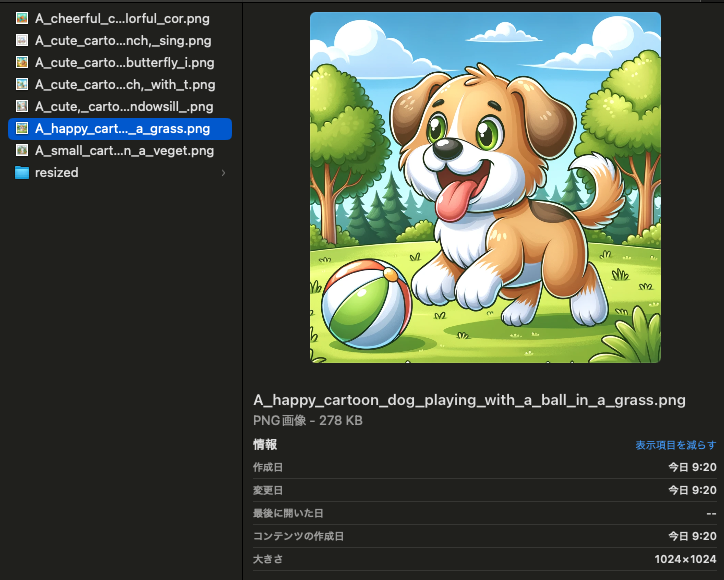 A_cheerful_c...lorful_cor.png
A_cute_carto...nch,_sing.png
A_cute_carto...butterfly_i.png
A_cute_carto...ch,_with_t.png
A_cute,_carto...ndowsill_.png
A_happy_cart..._a_grass.png
A_small_cart...n_a_veget.png
resized
A_happy_cartoon_dog_playing_with_a_ball_in_a_grass.png
PNG画像 - 278 KB
情報 表示項目を減らす
作成日 今日 9:20
変更日 今日 9:20
最後に開いた日 --
コンテンツの作成日 今日 9:20
大きさ 1024×1024